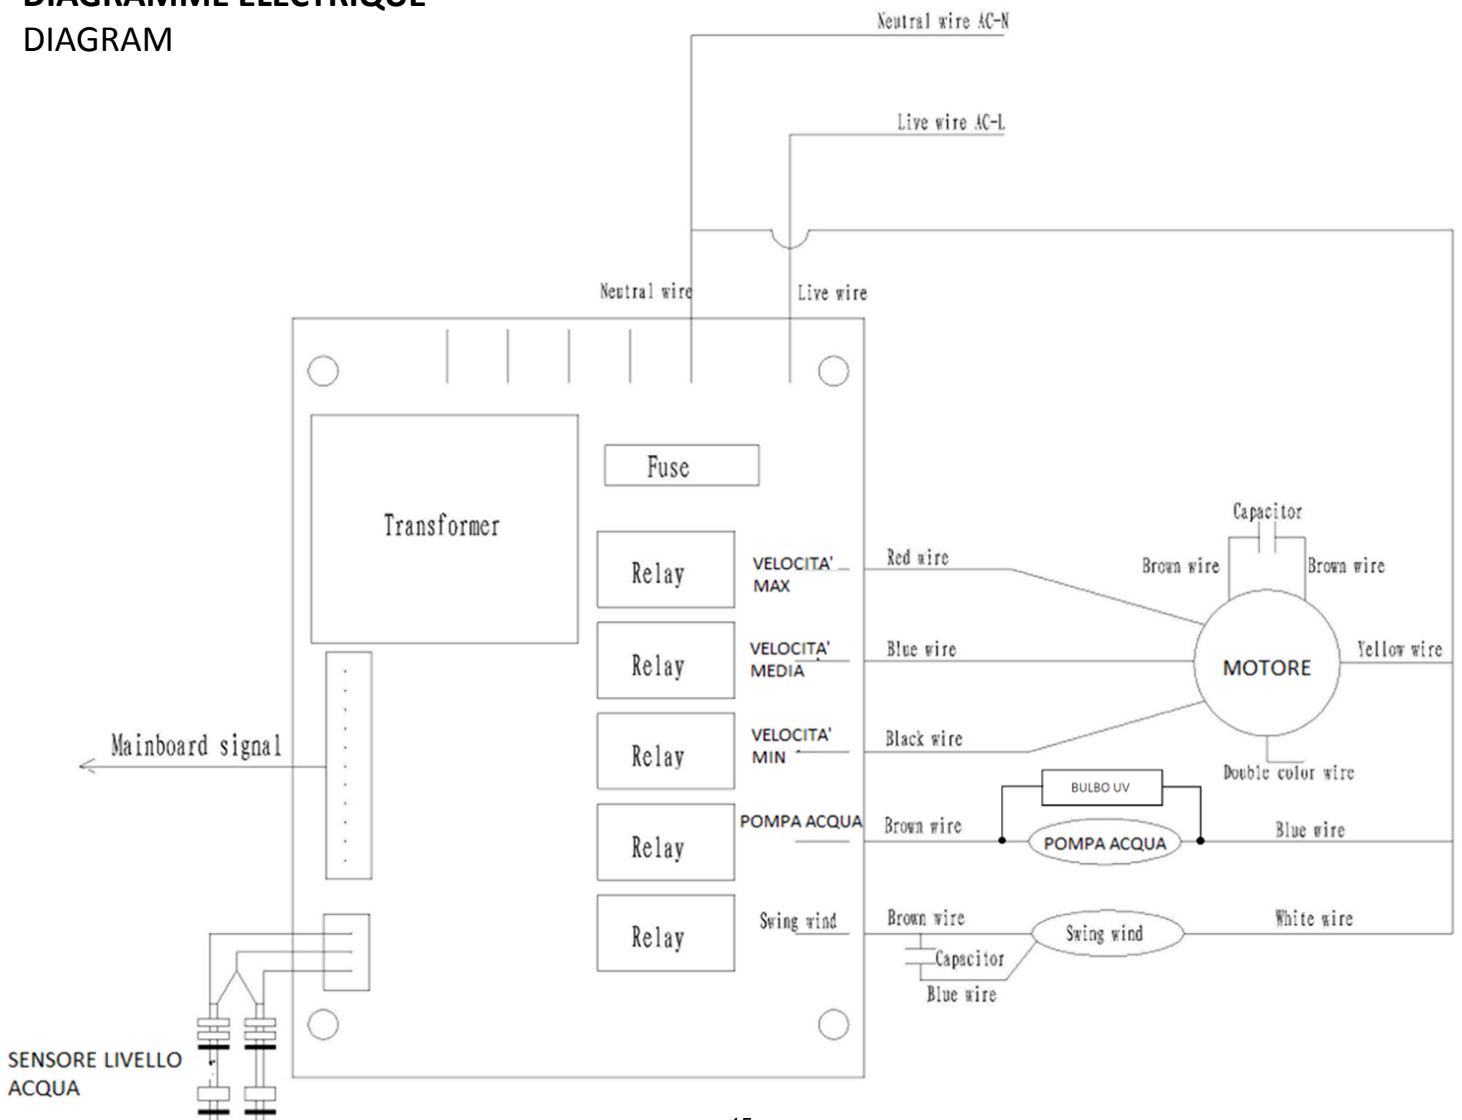 DIAGRAMME ELECTRIQUE
DIAGRAM
Neutral wire AC-N
Live wire AC-L
Neutral wire
Live wire
Fuse
Transformer
Capacitor
Brown wire
Brown wire
Relay
VELOCITA'
MAX
Red wire
Relay
VELOCITA'
MEDIA
Blue wire
MOTORE
Yellow wire
Mainboard signal
Relay
VELOCITA'
MIN
Black wire
Double color wire
BULBO UV
Relay
POMPA ACQUA
Brown wire
POMPA ACQUA
Blue wire
Relay
Swing wind
Brown wire
Swing wind
White wire
Capacitor
Blue wire
SENSORE LIVELLO
ACQUA